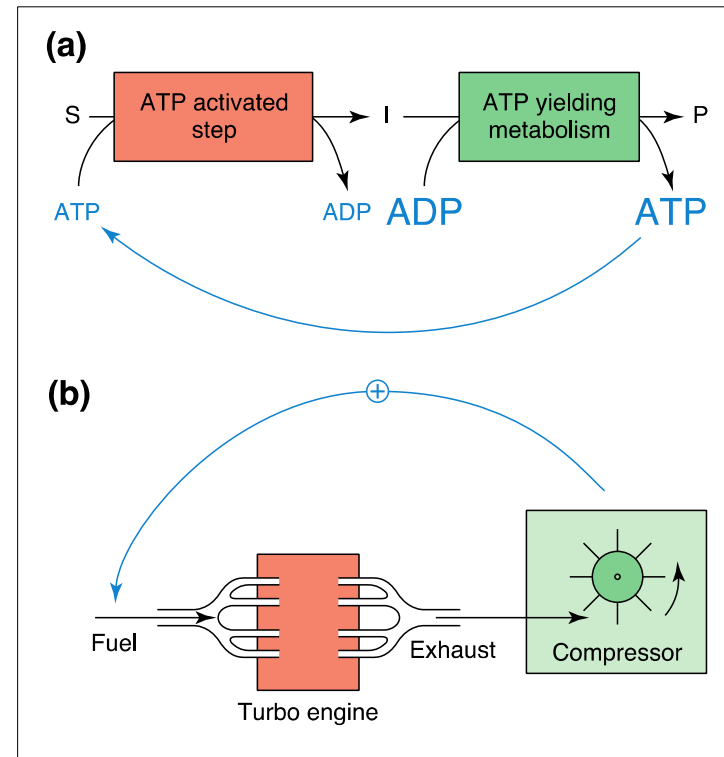 (a)
S
ATP activated
step
I
ATP yielding
metabolism
P
ATP
ADP
ADP
ATP
(b)
+
Fuel
Exhaust
Compressor
Turbo engine